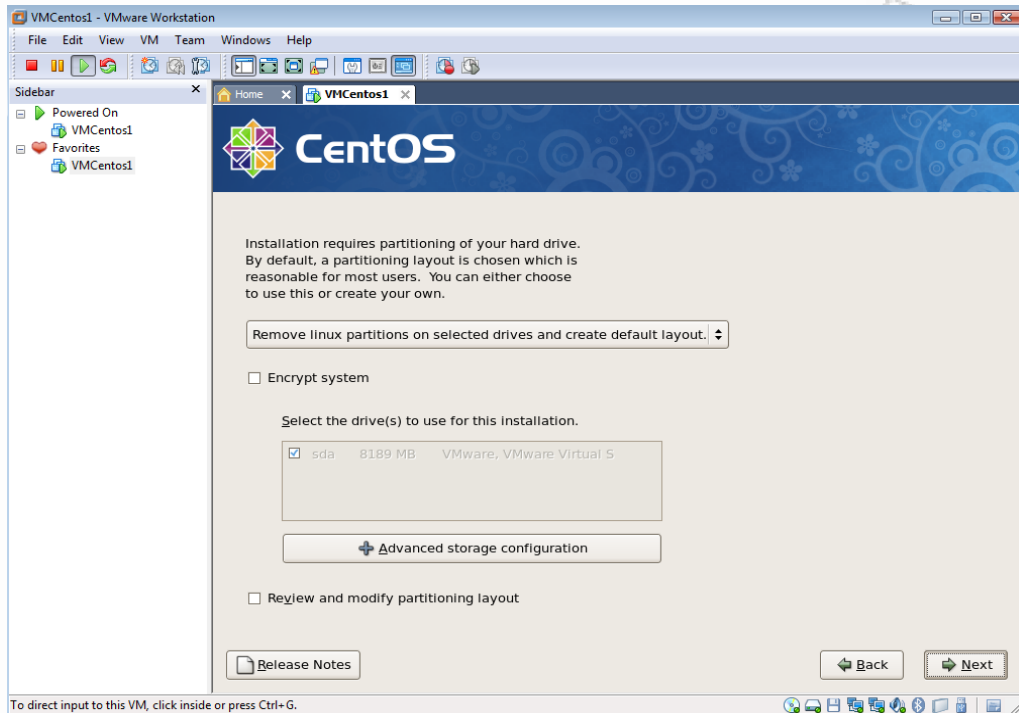 VMCentos1 - VMware Workstation
File Edit View VM Team Windows Help
Sidebar
Home
VMCentos1
Powered On
VMCentos1
Favorites
VMCentos1
CentOS
Installation requires partitioning of your hard drive.
By default, a partitioning layout is chosen which is
reasonable for most users. You can either choose
to use this or create your own.
Remove linux partitions on selected drives and create default layout.
Encrypt system
Select the drive(s) to use for this installation.
sda 8189 MB VMware, VMware Virtual S
Advanced storage configuration
Review and modify partitioning layout
Release Notes
Back
Next
To direct input to this VM, click inside or press Ctrl+G.